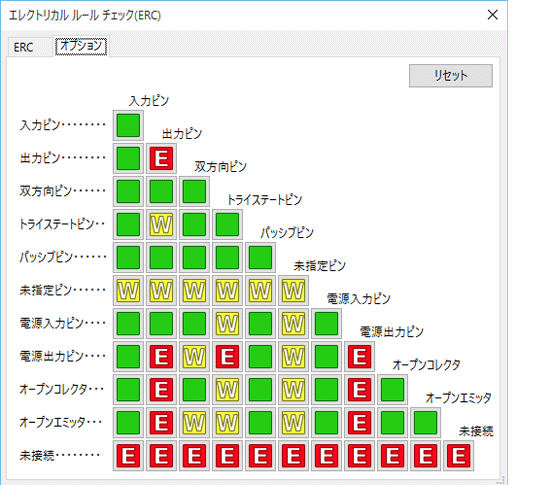 エレクトリカル ルール チェック(ERC)
ERC オプション
リセット
入力ピン
入力ピン････････
出力ピン
出力ピン････････ E
双方向ピン
双方向ピン･･････
トライステートピン
トライステートピン･･ W
パッシブピン
パッシブピン･･････
未指定ピン
未指定ピン･･････ W W W W W W
電源入力ピン
電源入力ピン････ W W
電源出力ピン
電源出力ピン････ E W E W E
オープンコレクタ
オープンコレクタ･･･ E W W E
オープンエミッタ
オープンエミッタ･･･ E W W W E
未接続
未接続････････ E E E E E E E E E E E